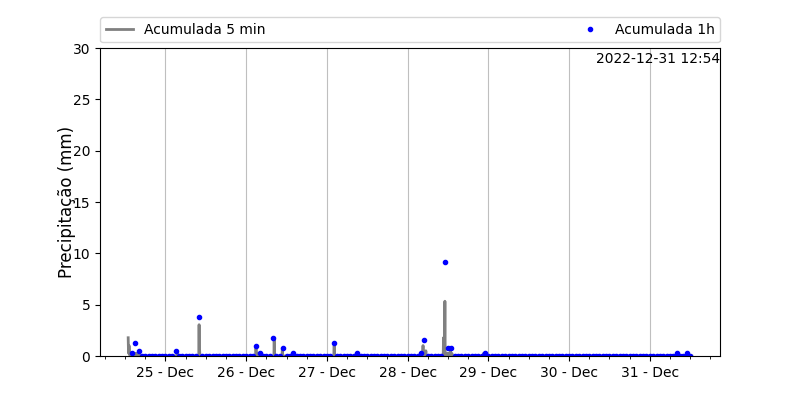 Acumulada 5 min Acumulada 1h
2022-12-31 12:54
Precipitação (mm)
30
25
20
15
10
5
0
25 - Dec 26 - Dec 27 - Dec 28 - Dec 29 - Dec 30 - Dec 31 - Dec